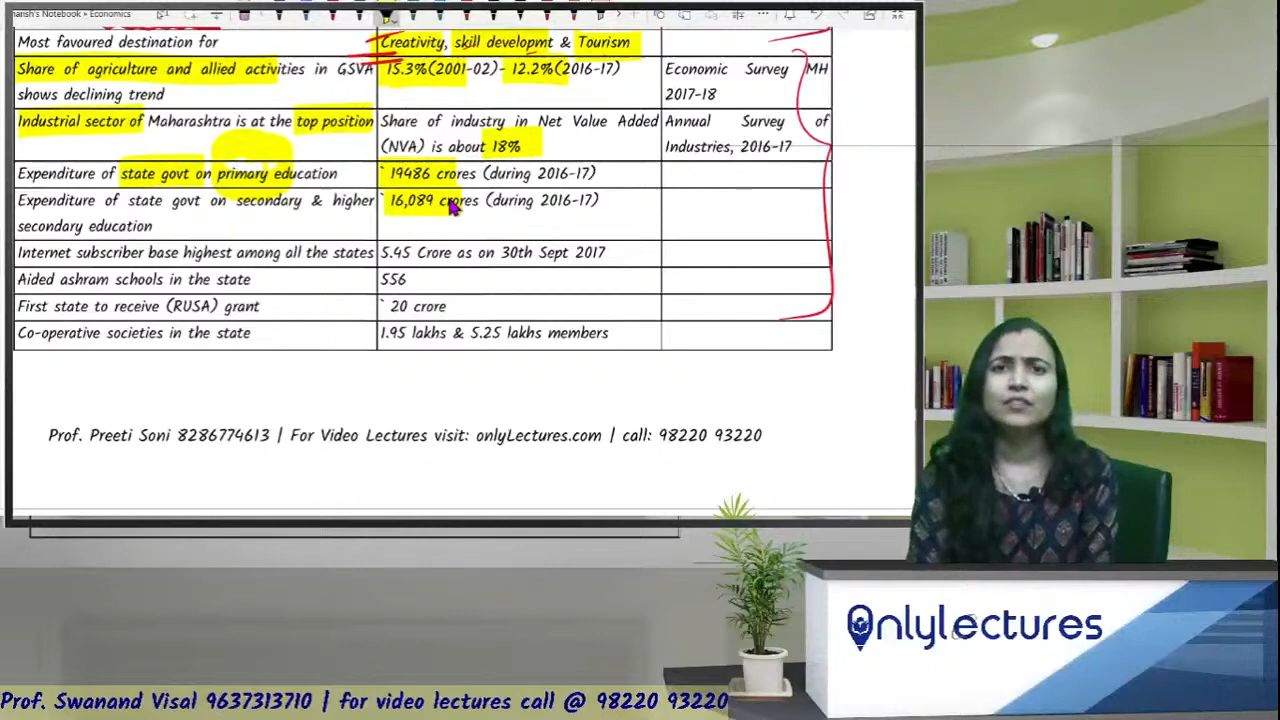 arish's Notebook » Economics
Most favoured destination for
Creativity, skill developmt & Tourism
Share of agriculture and allied activities in GSVA
shows declining trend
15.3%(2001-02)- 12.2%(2016-17)
Economic Survey MH
2017-18
Industrial sector of Maharashtra is at the top position
Share of industry in Net Value Added
(NVA) is about 18%
Annual Survey of
Industries, 2016-17
Expenditure of state govt on primary education
` 19486 crores (during 2016-17)
Expenditure of state govt on secondary & higher
secondary education
` 16,089 crores (during 2016-17)
Internet subscriber base highest among all the states
5.45 Crore as on 30th Sept 2017
Aided ashram schools in the state
556
First state to receive (RUSA) grant
` 20 crore
Co-operative societies in the state
1.95 lakhs & 5.25 lakhs members
Prof. Preeti Soni 8286774613 | For Video Lectures visit: onlyLectures.com | call: 98220 93220
OnlyLectures
Prof. Swanand Visal 9637313710 | for video lectures call @ 98220 93220